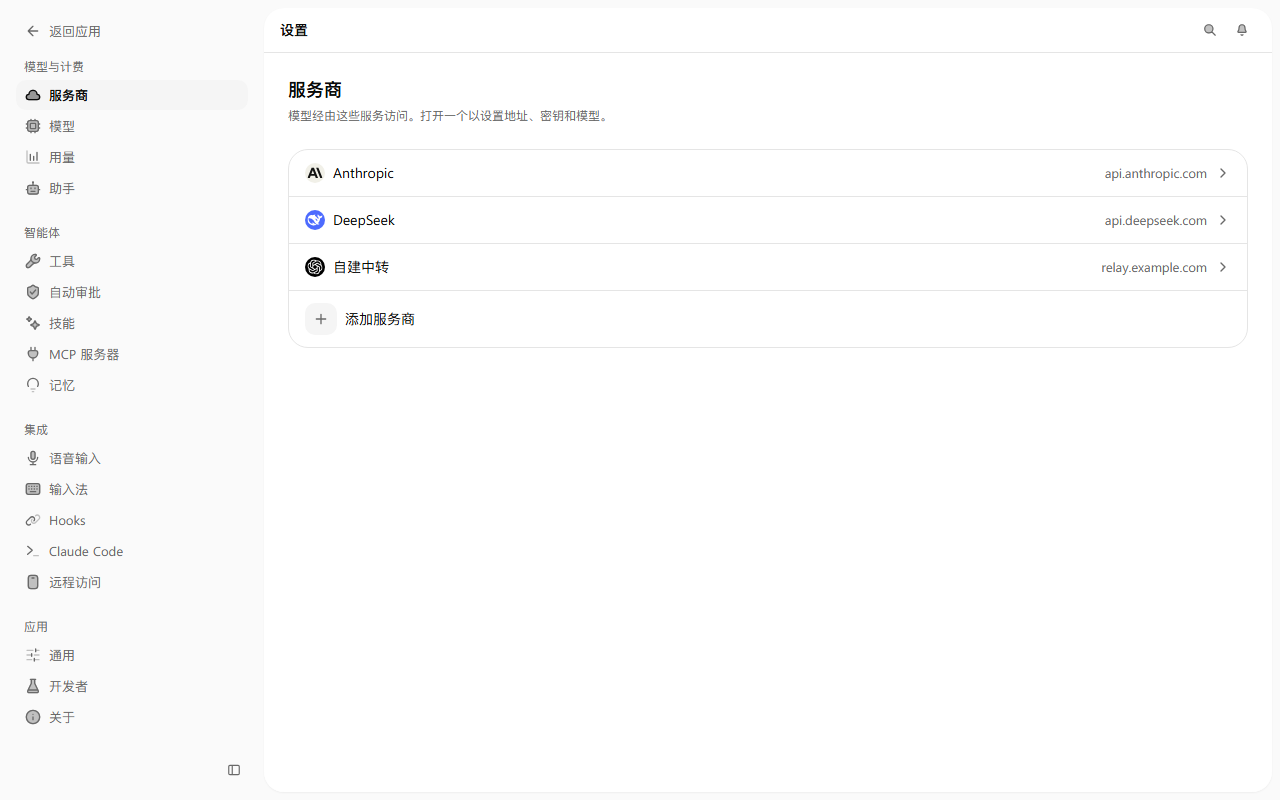 返回应用
模型与计费
服务商
模型
用量
助手
智能体
工具
自动审批
技能
MCP 服务器
记忆
集成
语音输入
输入法
Hooks
Claude Code
远程访问
应用
通用
开发者
关于
设置
服务商
模型经由这些服务访问。打开一个以设置地址、密钥和模型。
Anthropic api.anthropic.com
DeepSeek api.deepseek.com
自建中转 relay.example.com
添加服务商